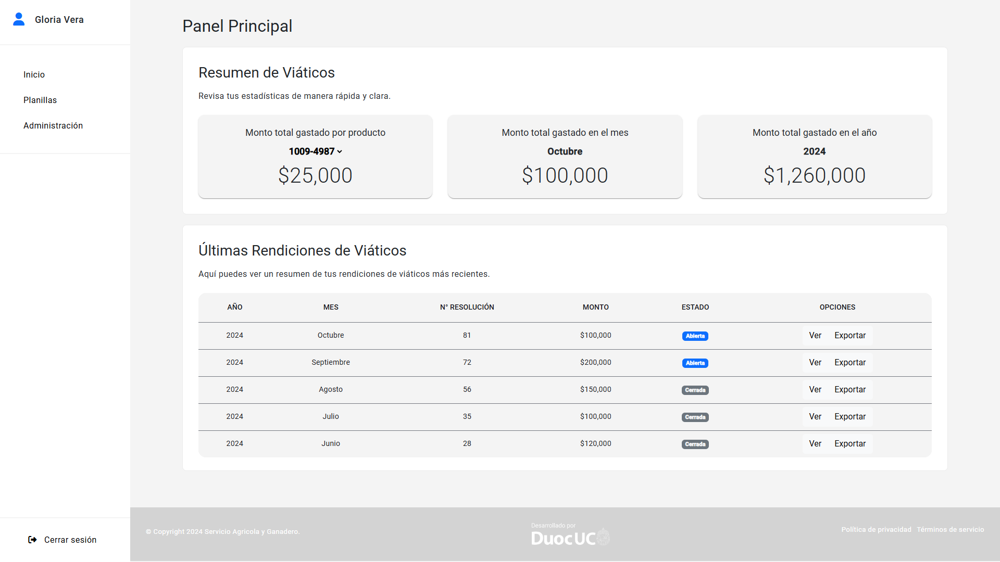 Gloria Vera
Inicio
Planillas
Administración
Cerrar sesión
Panel Principal
Resumen de Viáticos
Revisa tus estadísticas de manera rápida y clara.
Monto total gastado por producto
1009-4987
$25,000
Monto total gastado en el mes
Octubre
$100,000
Monto total gastado en el año
2024
$1,260,000
Últimas Rendiciones de Viáticos
Aquí puedes ver un resumen de tus rendiciones de viáticos más recientes.
AÑO MES N° RESOLUCIÓN MONTO ESTADO OPCIONES
2024 Octubre 81 $100,000 Abierta Ver Exportar
2024 Septiembre 72 $200,000 Abierta Ver Exportar
2024 Agosto 56 $150,000 Cerrada Ver Exportar
2024 Julio 35 $100,000 Cerrada Ver Exportar
2024 Junio 28 $120,000 Cerrada Ver Exportar
© Copyright 2024 Servicio Agricola y Ganadero.
Desarrollado por
DuocUC
Política de privacidad Términos de servicio